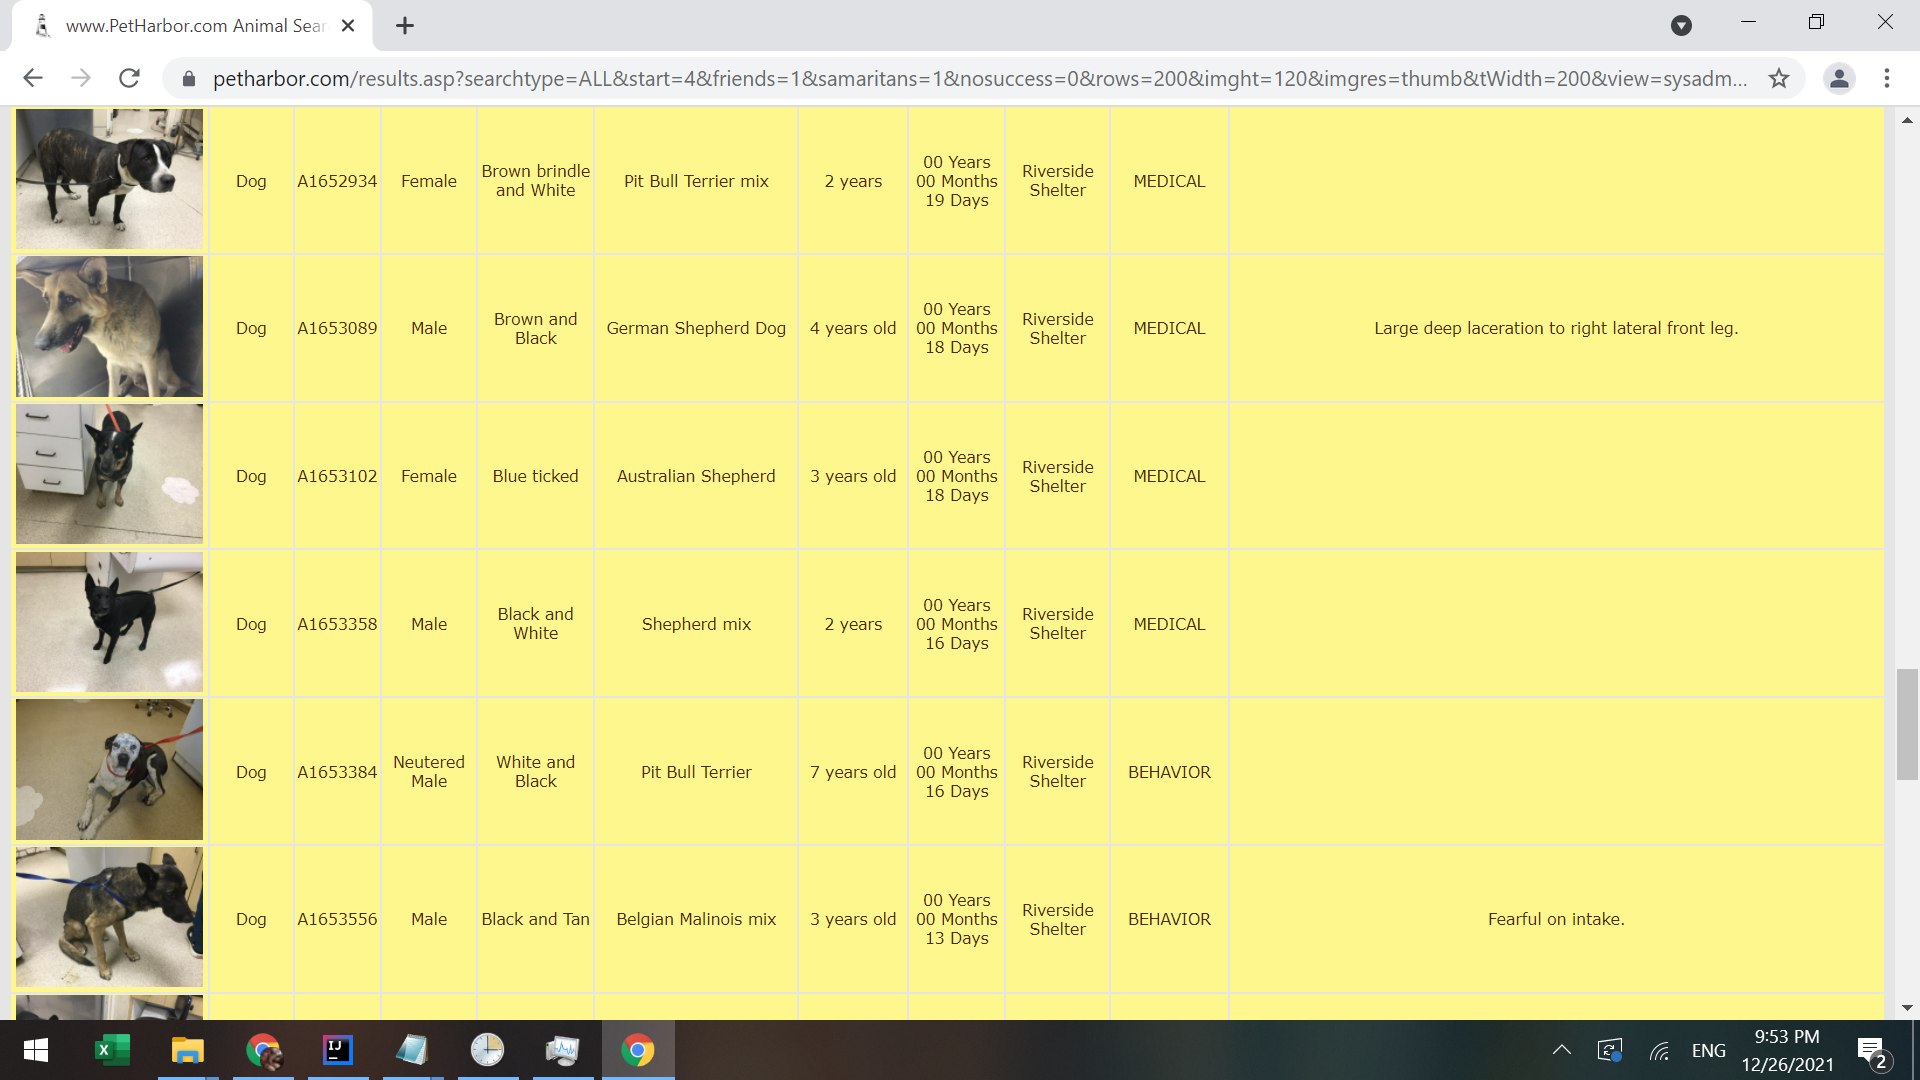 www.PetHarbor.com Animal Sear
petharbor.com/results.asp?searchtype=ALL&start=4&friends=1&samaritans=1&nosuccess=0&rows=200&imght=120&imgres=thumb&tWidth=200&view=sysadm...
Dog A1652934 Female Brown brindle and White Pit Bull Terrier mix 2 years 00 Years 00 Months 19 Days Riverside Shelter MEDICAL
Dog A1653089 Male Brown and Black German Shepherd Dog 4 years old 00 Years 00 Months 18 Days Riverside Shelter MEDICAL Large deep laceration to right lateral front leg.
Dog A1653102 Female Blue ticked Australian Shepherd 3 years old 00 Years 00 Months 18 Days Riverside Shelter MEDICAL
Dog A1653358 Male Black and White Shepherd mix 2 years 00 Years 00 Months 16 Days Riverside Shelter MEDICAL
Dog A1653384 Neutered Male White and Black Pit Bull Terrier 7 years old 00 Years 00 Months 16 Days Riverside Shelter BEHAVIOR
Dog A1653556 Male Black and Tan Belgian Malinois mix 3 years old 00 Years 00 Months 13 Days Riverside Shelter BEHAVIOR Fearful on intake.
X
IJ
ENG
9:53 PM
12/26/2021
2